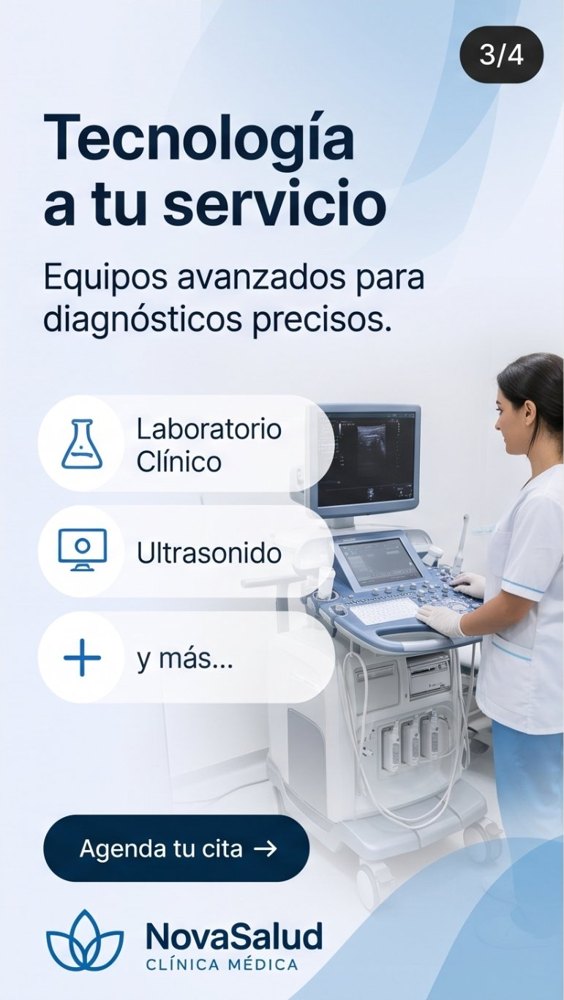 3/4
Tecnología
a tu servicio
Equipos avanzados para
diagnósticos precisos.
Laboratorio
Clínico
Ultrasonido
y más...
Agenda tu cita →
NovaSalud
CLÍNICA MÉDICA